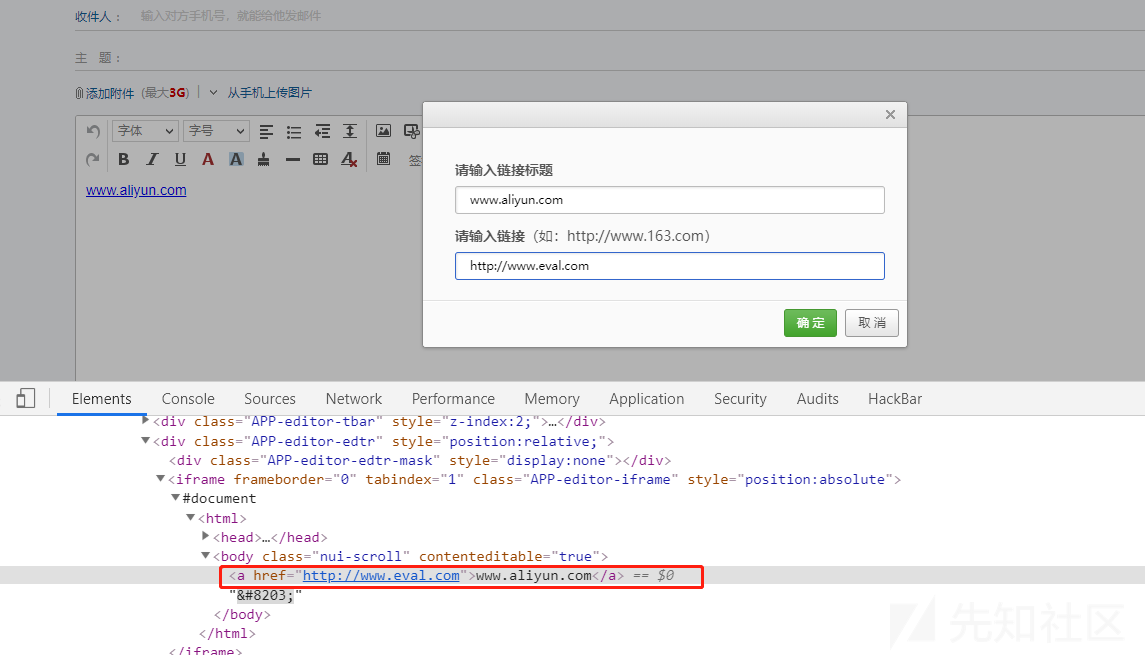 收件人： 输入对方手机号，就能给他发邮件
主 题：
添加附件 (最大3G) 从手机上传图片
字体 字号
B I U A A 签
www.aliyun.com
请输入链接标题
www.aliyun.com
请输入链接（如：http://www.163.com）
http://www.eval.com
确 定 取 消
Elements Console Sources Network Performance Memory Application Security Audits HackBar
<div class="APP-editor-tbar" style="z-index:2;">…</div>
<div class="APP-editor-edtr" style="position:relative;">
<div class="APP-editor-edtr-mask" style="display:none"></div>
<iframe frameborder="0" tabindex="1" class="APP-editor-iframe" style="position:absolute">
#document
<html>
<head>…</head>
<body class="nui-scroll" contenteditable="true">
<a href="http://www.eval.com">www.aliyun.com</a> == $0
"&#8203;"
</body>
</html>
</iframe>
先知社区